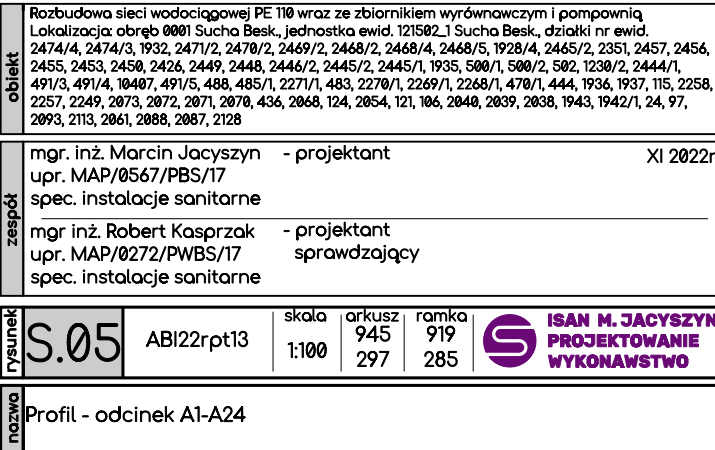 obiekt
Rozbudowa sieci wodociągowej PE 110 wraz ze zbiornikiem wyrównawczym i pompownią
Lokalizacja: obręb 0001 Sucha Besk., jednostka ewid. 121502_1 Sucha Besk., działki nr ewid.
2474/4, 2474/3, 1932, 2471/2, 2470/2, 2469/2, 2468/2, 2468/4, 2468/5, 1928/4, 2465/2, 2351, 2457, 2456,
2455, 2453, 2450, 2426, 2449, 2448, 2446/2, 2445/2, 2445/1, 1935, 500/1, 500/2, 502, 1230/2, 2444/1,
491/3, 491/4, 10407, 491/5, 488, 485/1, 2271/1, 483, 2270/1, 2269/1, 2268/1, 470/1, 444, 1936, 1937, 115, 2258,
2257, 2249, 2073, 2072, 2071, 2070, 436, 2068, 124, 2054, 121, 106, 2040, 2039, 2038, 1943, 1942/1, 24, 97,
2093, 2113, 2061, 2088, 2087, 2128
zespół
mgr. inż. Marcin Jacyszyn - projektant XI 2022r
upr. MAP/0567/PBS/17
spec. instalacje sanitarne
mgr inż. Robert Kasprzak - projektant
upr. MAP/0272/PWBS/17 sprawdzający
spec. instalacje sanitarne
rysunek
S.05
ABI22rpt13
skala
1:100
arkusz
945
297
ramka
919
285
ISAN M. JACYSZYN
PROJEKTOWANIE
WYKONAWSTWO
nazwa
Profil - odcinek A1-A24